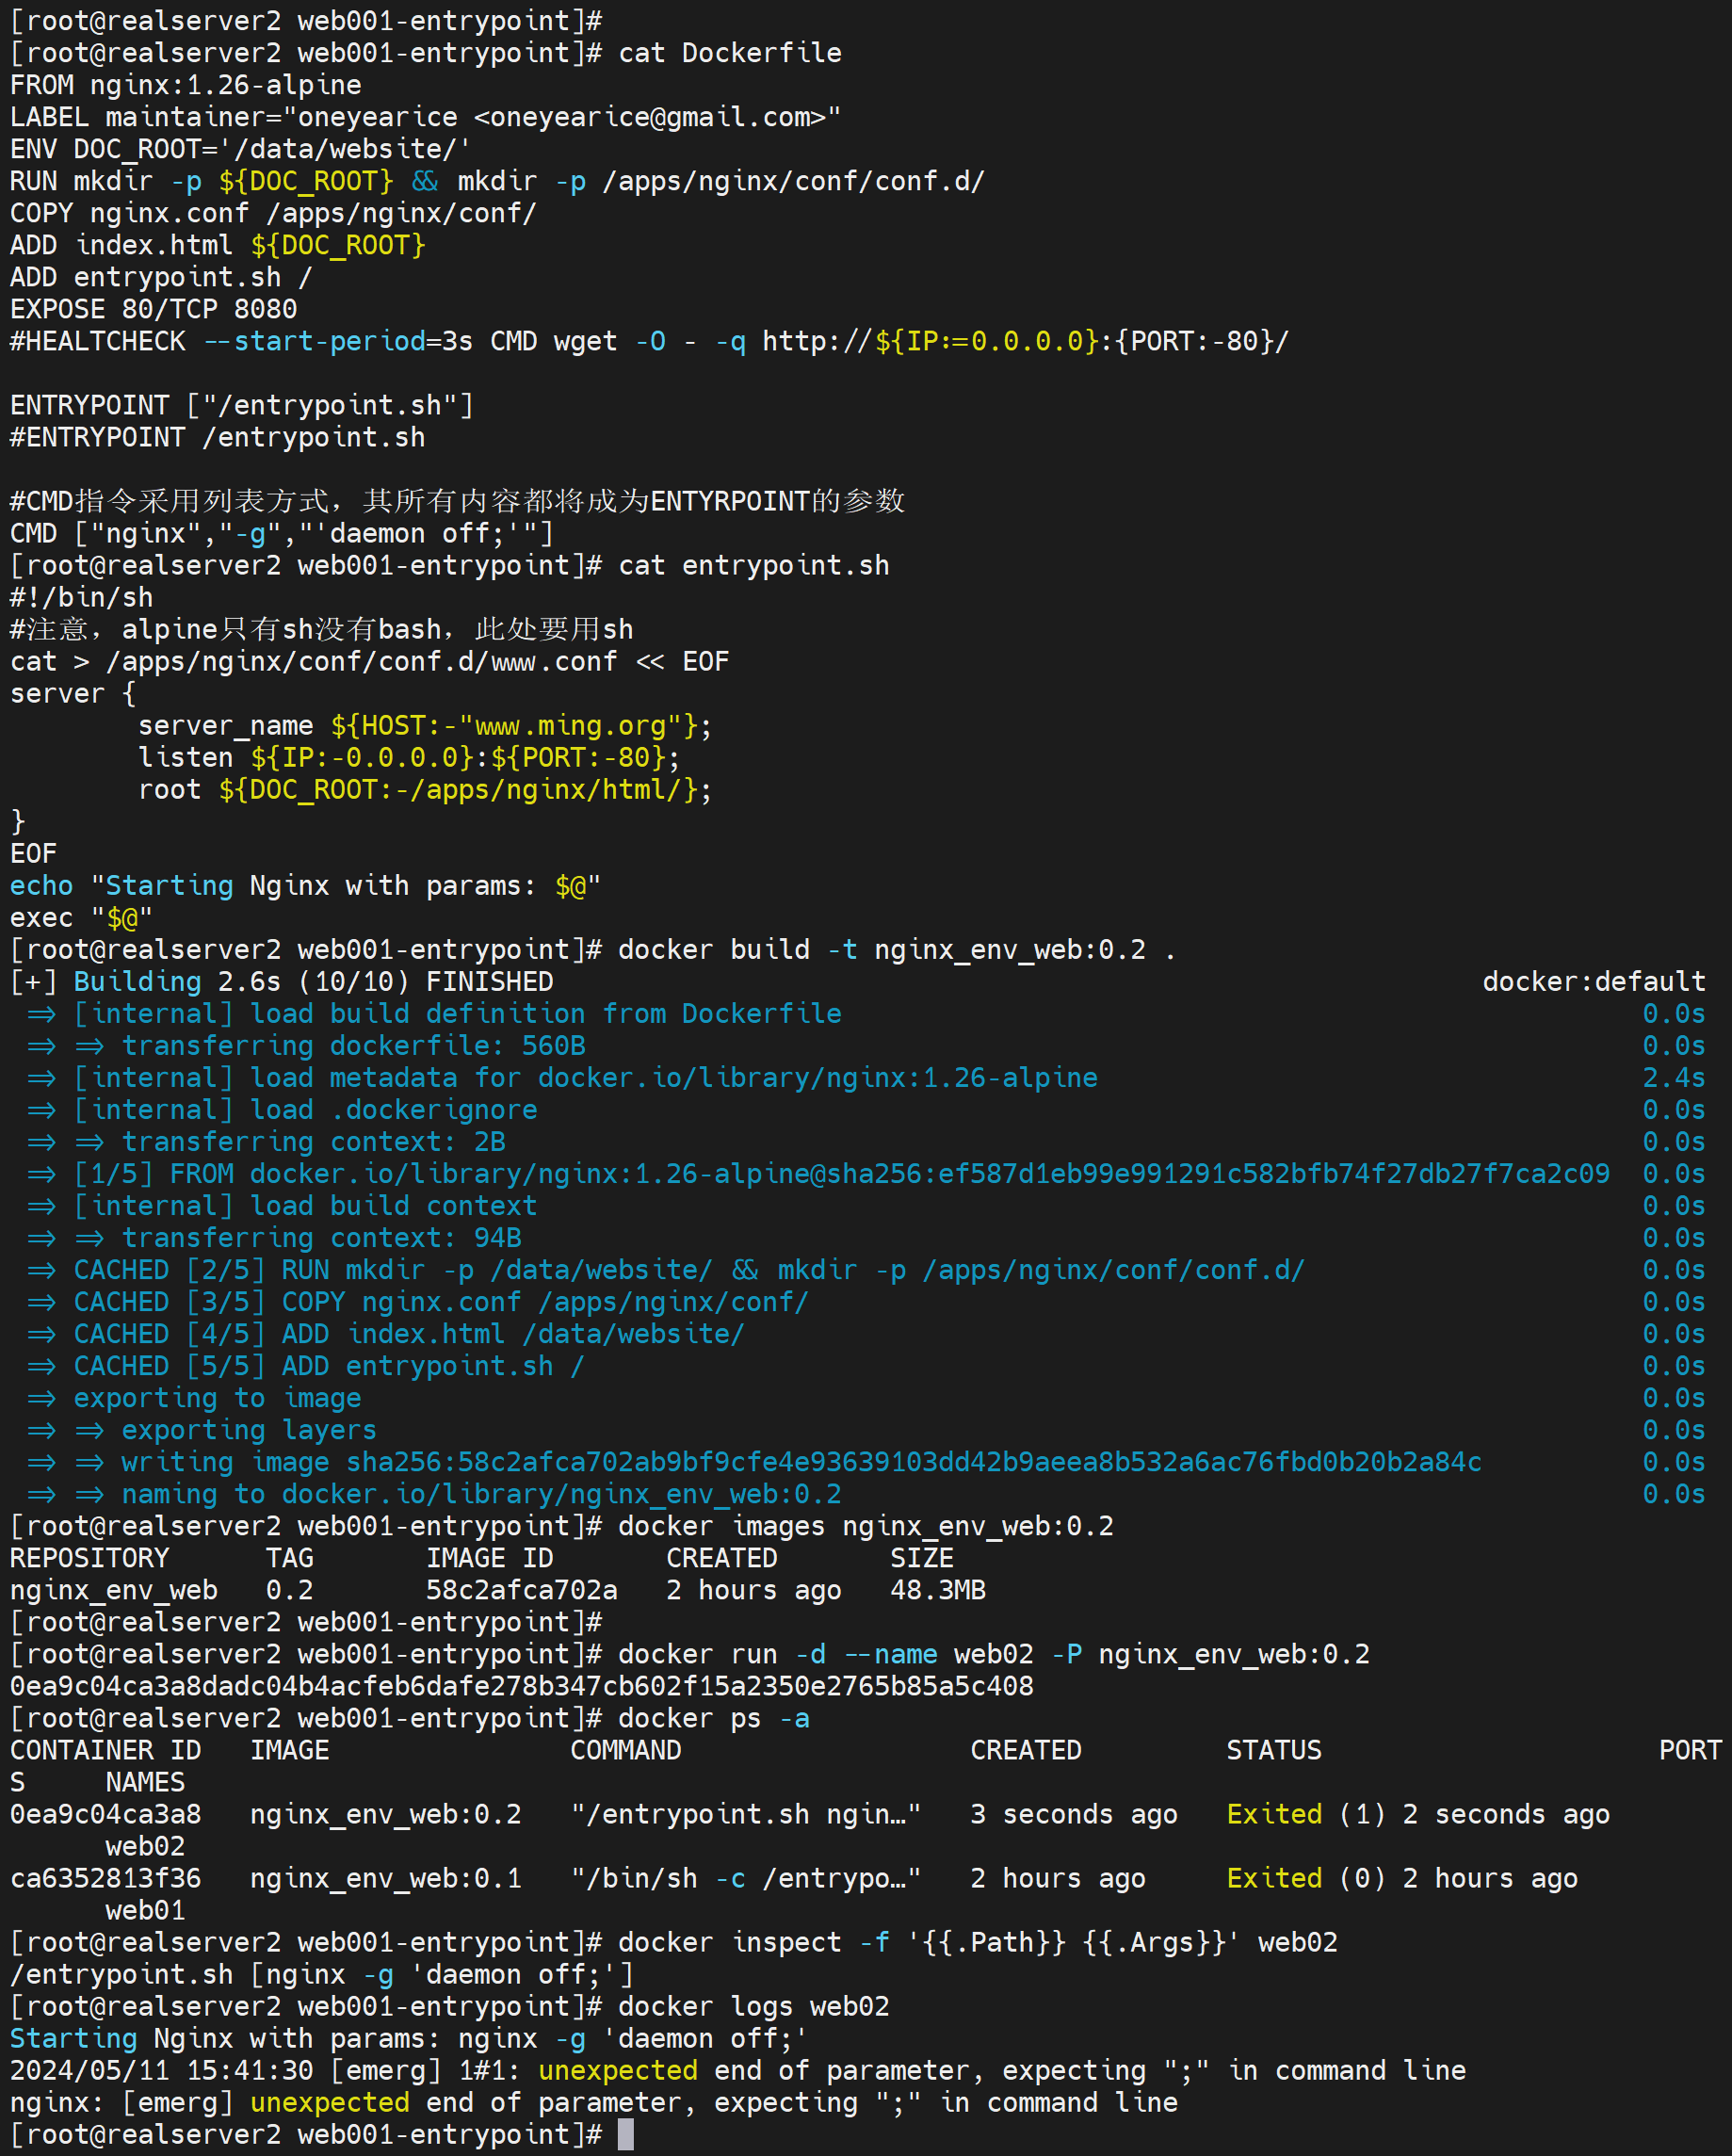 [root@realserver2 web001-entrypoint]#
[root@realserver2 web001-entrypoint]# cat Dockerfile
FROM nginx:1.26-alpine
LABEL maintainer="oneyearice <oneyearice@gmail.com>"
ENV DOC_ROOT='/data/website/'
RUN mkdir -p ${DOC_ROOT} && mkdir -p /apps/nginx/conf/conf.d/
COPY nginx.conf /apps/nginx/conf/
ADD index.html ${DOC_ROOT}
ADD entrypoint.sh /
EXPOSE 80/TCP 8080
#HEALTCHECK --start-period=3s CMD wget -O - -q http://${IP:=0.0.0.0}:{PORT:-80}/

ENTRYPOINT ["/entrypoint.sh"]
#ENTRYPOINT /entrypoint.sh

#CMD指令采用列表方式，其所有内容都将成为ENTYRPOINT的参数
CMD ["nginx","-g","'daemon off;'"]
[root@realserver2 web001-entrypoint]# cat entrypoint.sh
#!/bin/sh
#注意，alpine只有sh没有bash，此处要用sh
cat > /apps/nginx/conf/conf.d/www.conf << EOF
server {
        server_name ${HOST:-"www.ming.org"};
        listen ${IP:-0.0.0.0}:${PORT:-80};
        root ${DOC_ROOT:-/apps/nginx/html/};
}
EOF
echo "Starting Nginx with params: $@"
exec "$@"
[root@realserver2 web001-entrypoint]# docker build -t nginx_env_web:0.2 .
[+] Building 2.6s (10/10) FINISHED                                                          docker:default
 => [internal] load build definition from Dockerfile                                                  0.0s
 => => transferring dockerfile: 560B                                                                  0.0s
 => [internal] load metadata for docker.io/library/nginx:1.26-alpine                                  2.4s
 => [internal] load .dockerignore                                                                     0.0s
 => => transferring context: 2B                                                                       0.0s
 => [1/5] FROM docker.io/library/nginx:1.26-alpine@sha256:ef587d1eb99e991291c582bfb74f27db27f7ca2c09  0.0s
 => [internal] load build context                                                                     0.0s
 => => transferring context: 94B                                                                      0.0s
 => CACHED [2/5] RUN mkdir -p /data/website/ && mkdir -p /apps/nginx/conf/conf.d/                     0.0s
 => CACHED [3/5] COPY nginx.conf /apps/nginx/conf/                                                    0.0s
 => CACHED [4/5] ADD index.html /data/website/                                                        0.0s
 => CACHED [5/5] ADD entrypoint.sh /                                                                  0.0s
 => exporting to image                                                                                0.0s
 => => exporting layers                                                                               0.0s
 => => writing image sha256:58c2afca702ab9bf9cfe4e93639103dd42b9aeea8b532a6ac76fbd0b20b2a84c          0.0s
 => => naming to docker.io/library/nginx_env_web:0.2                                                  0.0s
[root@realserver2 web001-entrypoint]# docker images nginx_env_web:0.2
REPOSITORY      TAG       IMAGE ID       CREATED       SIZE
nginx_env_web   0.2       58c2afca702a   2 hours ago   48.3MB
[root@realserver2 web001-entrypoint]#
[root@realserver2 web001-entrypoint]# docker run -d --name web02 -P nginx_env_web:0.2
0ea9c04ca3a8dadc04b4acfeb6dafe278b347cb602f15a2350e2765b85a5c408
[root@realserver2 web001-entrypoint]# docker ps -a
CONTAINER ID   IMAGE               COMMAND                  CREATED         STATUS                     PORT
S     NAMES
0ea9c04ca3a8   nginx_env_web:0.2   "/entrypoint.sh ngin…"   3 seconds ago   Exited (1) 2 seconds ago
      web02
ca6352813f36   nginx_env_web:0.1   "/bin/sh -c /entrypo…"   2 hours ago     Exited (0) 2 hours ago
      web01
[root@realserver2 web001-entrypoint]# docker inspect -f '{{.Path}} {{.Args}}' web02
/entrypoint.sh [nginx -g 'daemon off;']
[root@realserver2 web001-entrypoint]# docker logs web02
Starting Nginx with params: nginx -g 'daemon off;'
2024/05/11 15:41:30 [emerg] 1#1: unexpected end of parameter, expecting ";" in command line
nginx: [emerg] unexpected end of parameter, expecting ";" in command line
[root@realserver2 web001-entrypoint]#